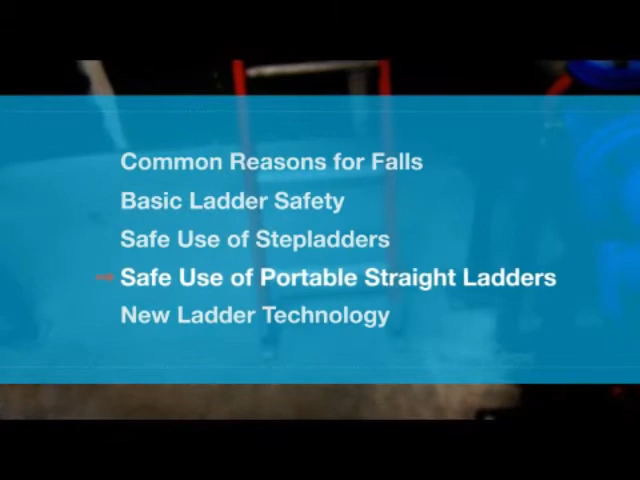 Common Reasons for Falls
Basic Ladder Safety
Safe Use of Stepladders
Safe Use of Portable Straight Ladders
New Ladder Technology